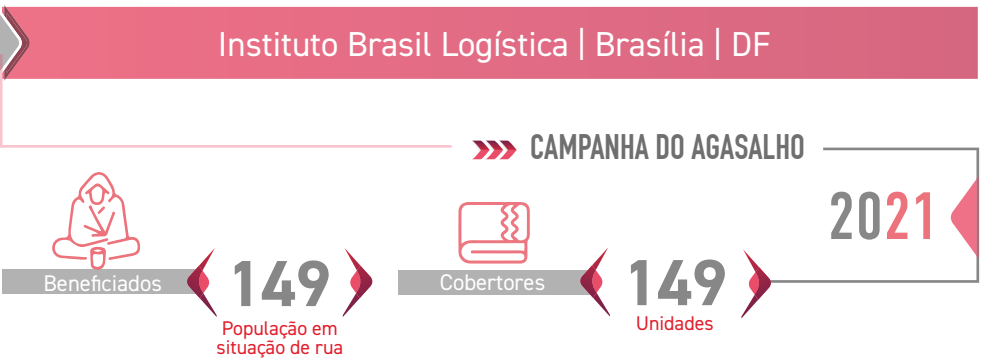 Instituto Brasil Logística | Brasília | DF
CAMPANHA DO AGASALHO
2021
Beneficiados
149
População em
situação de rua
Cobertores
149
Unidades